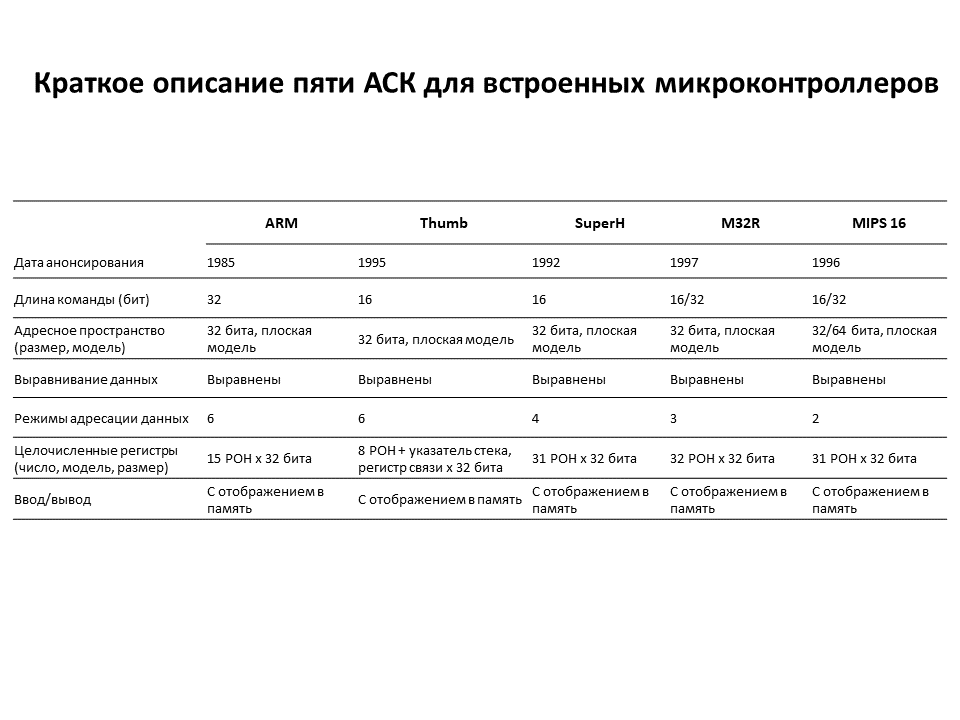 Краткое описание пяти АСК для встроенных микроконтроллеров
ARM Thumb SuperH M32R MIPS 16
Дата анонсирования 1985 1995 1992 1997 1996
Длина команды (бит) 32 16 16 16/32 16/32
Адресное пространство (размер, модель) 32 бита, плоская модель 32 бита, плоская модель 32 бита, плоская модель 32 бита, плоская модель 32/64 бита, плоская модель
Выравнивание данных Выравнены Выравнены Выравнены Выравнены Выравнены
Режимы адресации данных 6 6 4 3 2
Целочисленные регистры (число, модель, размер) 15 РОН x 32 бита 8 РОН + указатель стека, регистр связи x 32 бита 31 РОН x 32 бита 32 РОН x 32 бита 31 РОН x 32 бита
Ввод/вывод С отображением в память С отображением в память С отображением в память С отображением в память С отображением в память